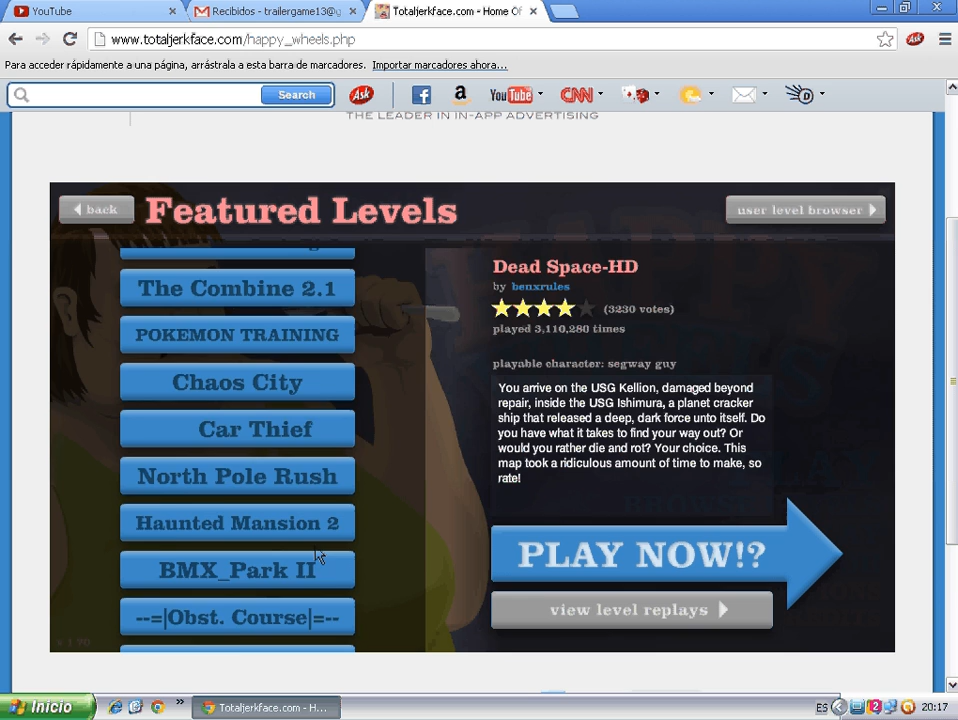 YouTube
Recibidos - trailergame13@g
Totaljerkface.com - Home Of
www.totaljerkface.com/happy_wheels.php
Para acceder rápidamente a una página, arrástrala a esta barra de marcadores. Importar marcadores ahora...
Search
Ask
YouTube
CNN
THE LEADER IN IN-APP ADVERTISING
back
Featured Levels
user level browser
The Combine 2.1
POKEMON TRAINING
Chaos City
Car Thief
North Pole Rush
Haunted Mansion 2
BMX_Park II
--=|Obst. Course|=--
Dead Space-HD
by benxrules
(3230 votes)
played 3,110,280 times
playable character: segway guy
You arrive on the USG Kellion, damaged beyond
repair, inside the USG Ishimura, a planet cracker
ship that released a deep, dark force unto itself. Do
you have what it takes to find your way out? Or
would you rather die and rot? Your choice. This
map took a ridiculous amount of time to make, so
rate!
PLAY NOW!?
view level replays
Inicio
Totaljerkface.com - H...
ES
20:17